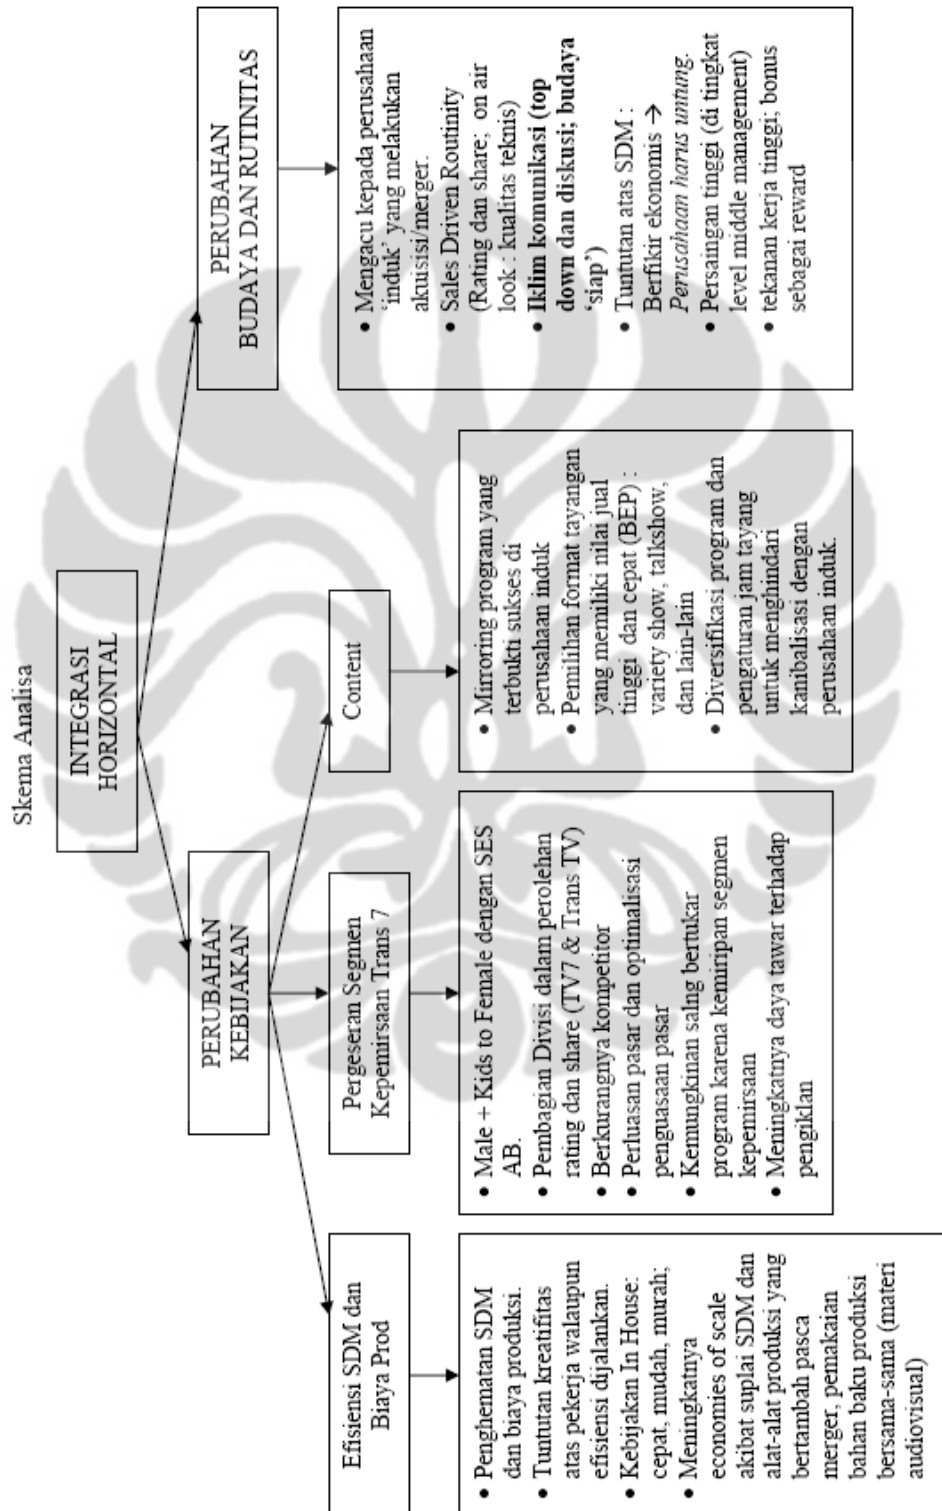 Skema Analisa
INTEGRASI
HORIZONTAL
PERUBAHAN
KEBIJAKAN
PERUBAHAN
BUDAYA DAN RUTINITAS
Efisiensi SDM dan
Biaya Prod
Pergeseran Segmen
Kepemirsaan Trans 7
Content
• Penghematan SDM
dan biaya produksi.
• Tuntutan kreatifitas
atas pekerja walaupun
efisiensi dijalankan.
• Kebijakan In House:
cepat, mudah, murah;
• Meningkatnya
economies of scale
akibat suplai SDM dan
alat-alat produksi yang
bertambah pasca
merger, pemakaian
bahan baku produksi
bersama-sama (materi
audiovisual)
• Male + Kids to Female dengan SES
AB.
• Pembagian Divisi dalam perolehan
rating dan share (TV7 & Trans TV)
• Berkurangnya kompetitor
• Perluasan pasar dan optimalisasi
penguasaan pasar
• Kemungkinan salng bertukar
program karena kemiripan segmen
kepemirsaan
• Meningkatnya daya tawar terhadap
pengiklan
• Mirroring program yang
terbukti sukses di
perusahaan induk
• Pemilihan format tayangan
yang memiliki nilai jual
tinggi dan cepat (BEP) :
variety show, talkshow,
dan lain-lain
• Diversifikasi program dan
pengaturan jam tayang
untuk menghindari
kanibalisasi dengan
perusahaan induk.
• Mengacu kepada perusahaan
'induk' yang melakukan
akuisisi/merger.
• Sales Driven Routinity
(Rating dan share; on air
look : kualitas teknis)
• Iklim komunikasi (top
down dan diskusi; budaya
'siap')
• Tuntutan atas SDM :
Berfikir ekonomis →
Perusahaan harus untung.
• Persaingan tinggi (di tingkat
level middle management)
• tekanan kerja tinggi; bonus
sebagai reward